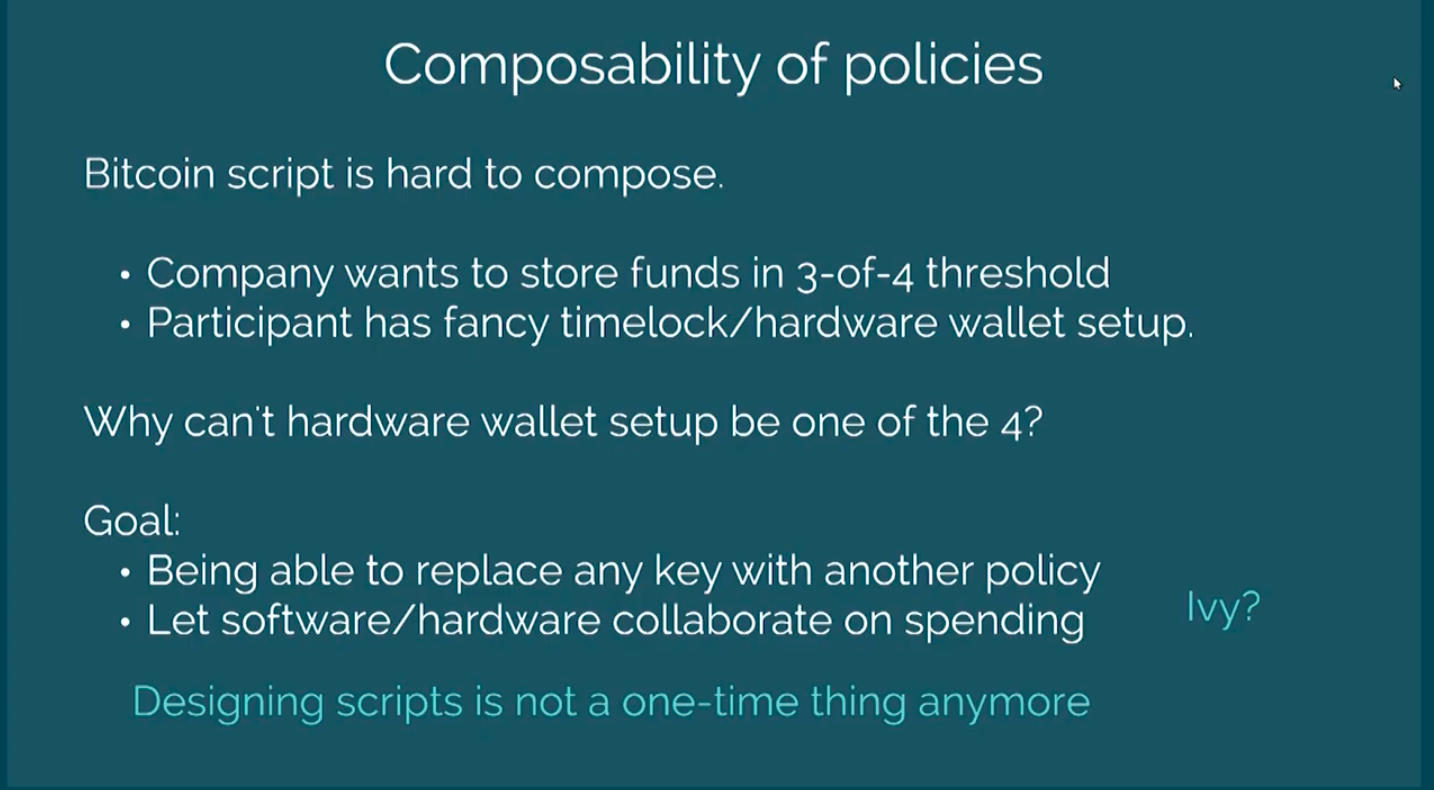 Composability of policies
Bitcoin script is hard to compose.
• Company wants to store funds in 3-of-4 threshold
• Participant has fancy timelock/hardware wallet setup.
Why can't hardware wallet setup be one of the 4?
Goal:
• Being able to replace any key with another policy
• Let software/hardware collaborate on spending
Ivy?
Designing scripts is not a one-time thing anymore